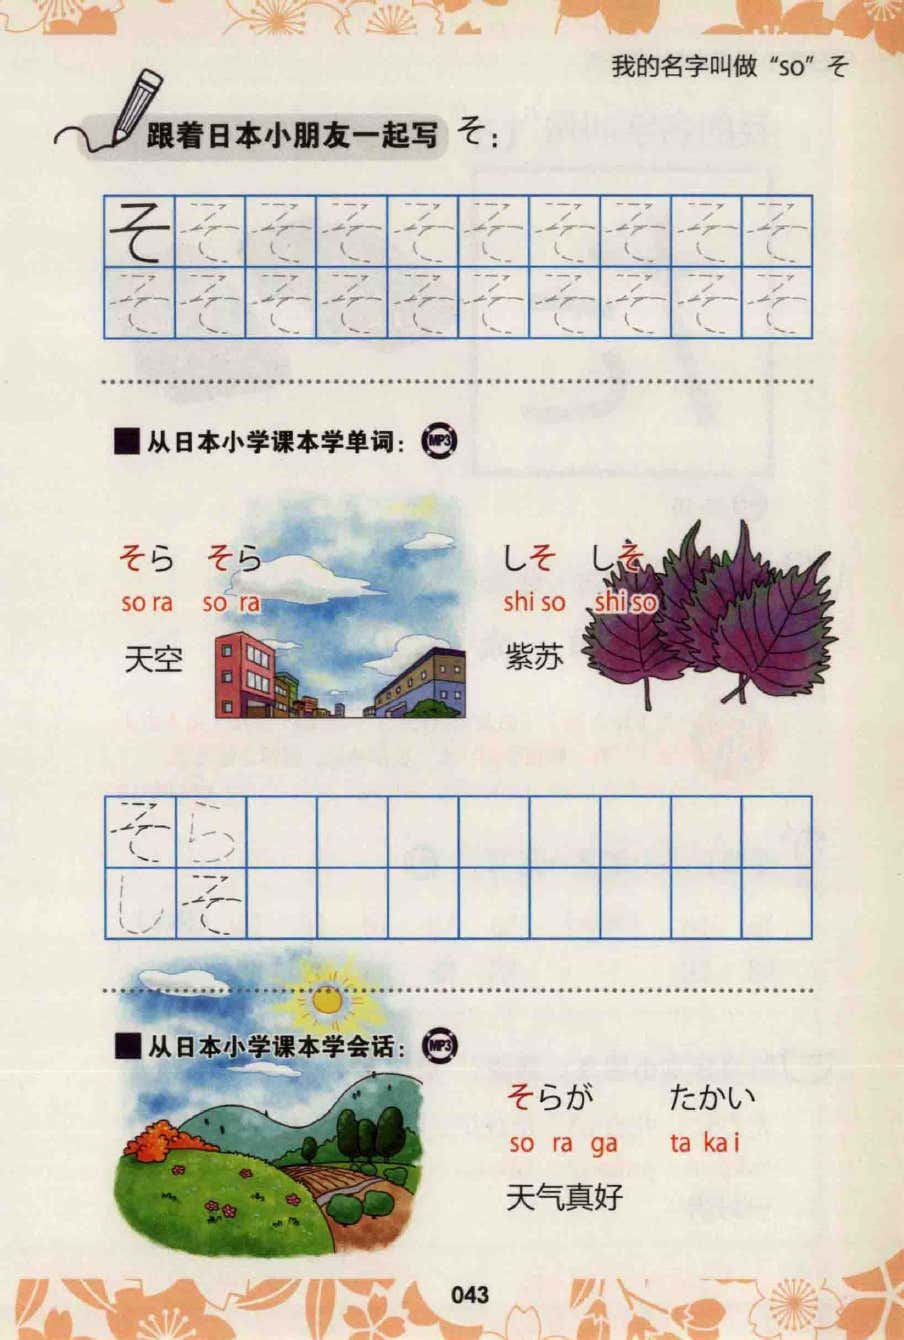 我的名字叫做“so”そ
跟着日本小朋友一起写 そ:
そ そ そ そ そ そ そ そ そ そ
そ そ そ そ そ そ そ そ そ そ
■从日本小学课本学单词: MP3
そら そら
so ra so ra
天空
しそ しそ
shi so shi so
紫苏
そ ら
し そ
■从日本小学课本学会话: MP3
そらが たかい
so ra ga ta ka i
天气真好
043